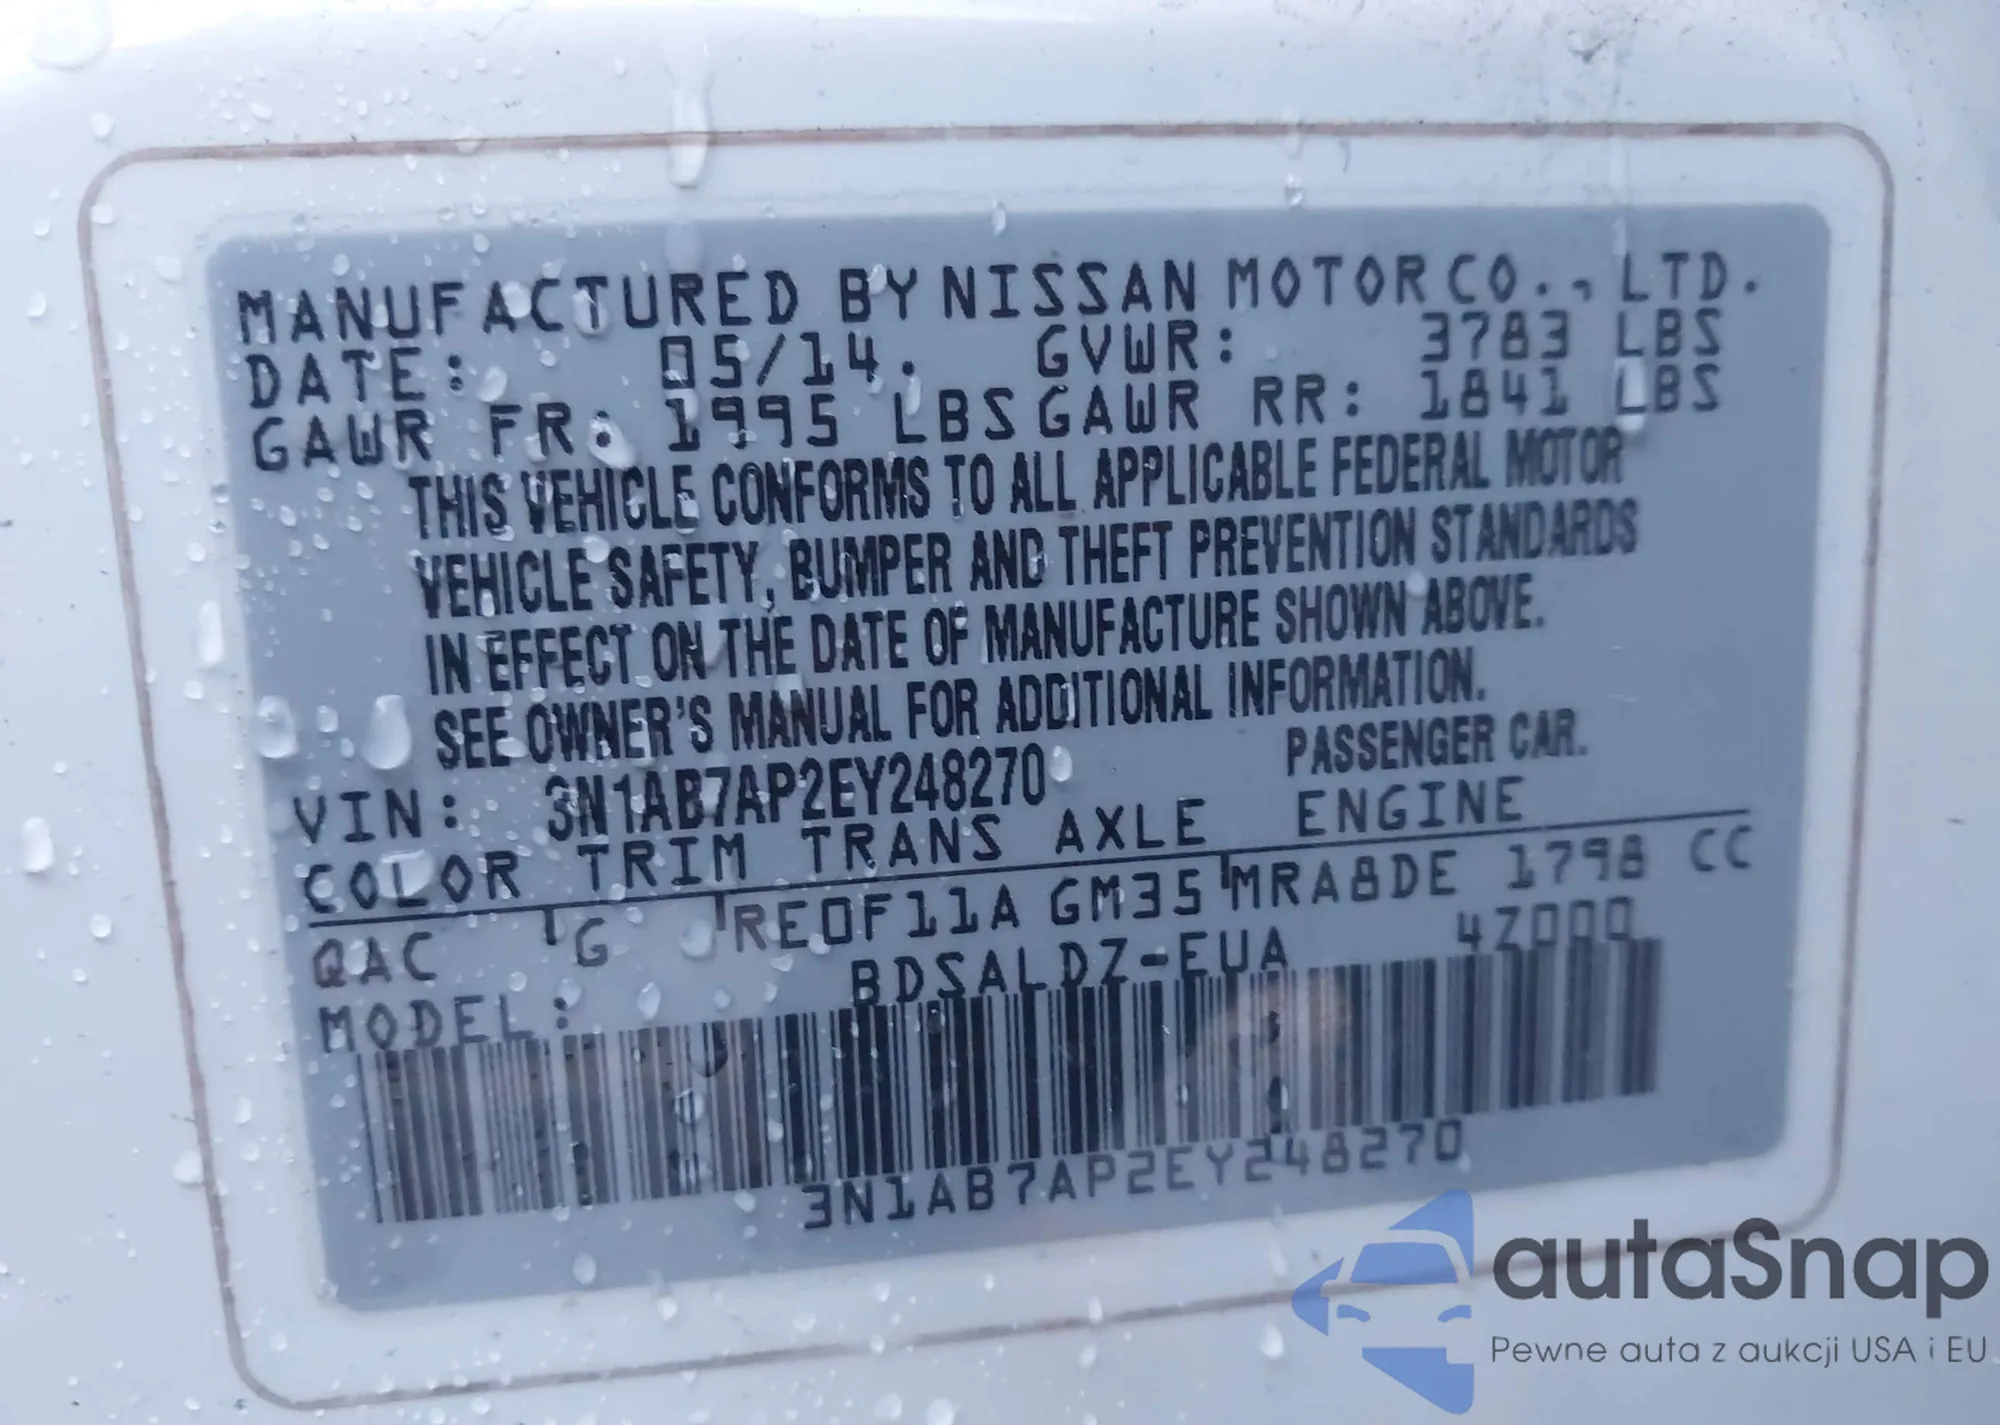 MANUFACTURED BY NISSAN MOTOR CO., LTD.
DATE: 05/14. GVWR: 3783 LBS
GAWR FR: 1995 LBS GAWR RR: 1841 LBS
THIS VEHICLE CONFORMS TO ALL APPLICABLE FEDERAL MOTOR
VEHICLE SAFETY, BUMPER AND THEFT PREVENTION STANDARDS
IN EFFECT ON THE DATE OF MANUFACTURE SHOWN ABOVE.
SEE OWNER'S MANUAL FOR ADDITIONAL INFORMATION.
VIN: 3N1AB7AP2EY248270 PASSENGER CAR.
COLOR TRIM TRANS AXLE ENGINE
QAC G RE0F11A GM35 MRA8DE 1798 CC
MODEL: BDSALDZ-EUA 4Z000
3N1AB7AP2EY248270
autaSnap
Pewne auta z aukcji USA i EU